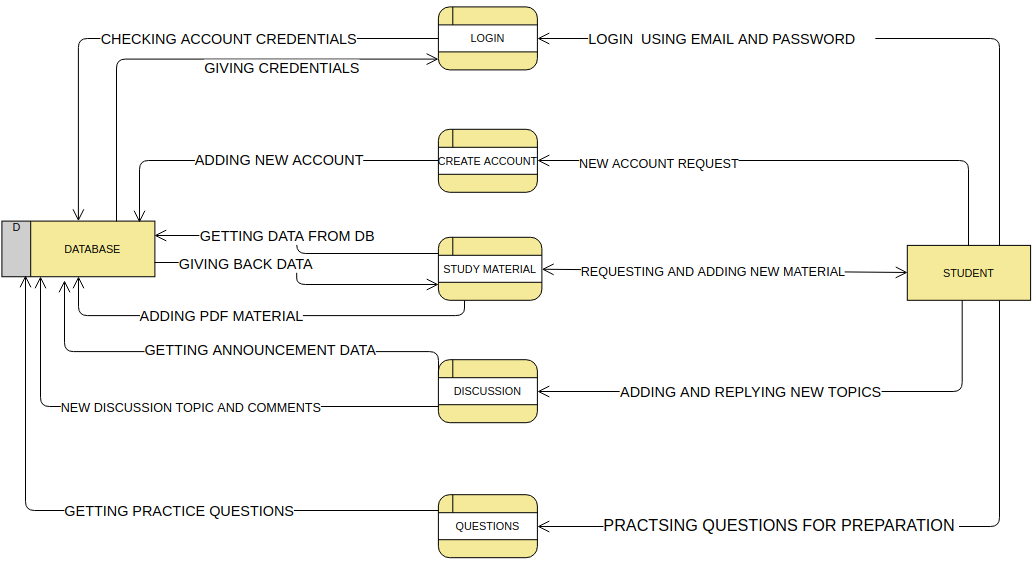 LOGIN
CHECKING ACCOUNT CREDENTIALS
LOGIN  USING EMAIL AND PASSWORD
GIVING CREDENTIALS
ADDING NEW ACCOUNT
CREATE ACCOUNT
NEW ACCOUNT REQUEST
D
DATABASE
GETTING DATA FROM DB
GIVING BACK DATA
STUDY MATERIAL
REQUESTING AND ADDING NEW MATERIAL
STUDENT
ADDING PDF MATERIAL
GETTING ANNOUNCEMENT DATA
DISCUSSION
ADDING AND REPLYING NEW TOPICS
NEW DISCUSSION TOPIC AND COMMENTS
GETTING PRACTICE QUESTIONS
QUESTIONS
PRACTSING QUESTIONS FOR PREPARATION